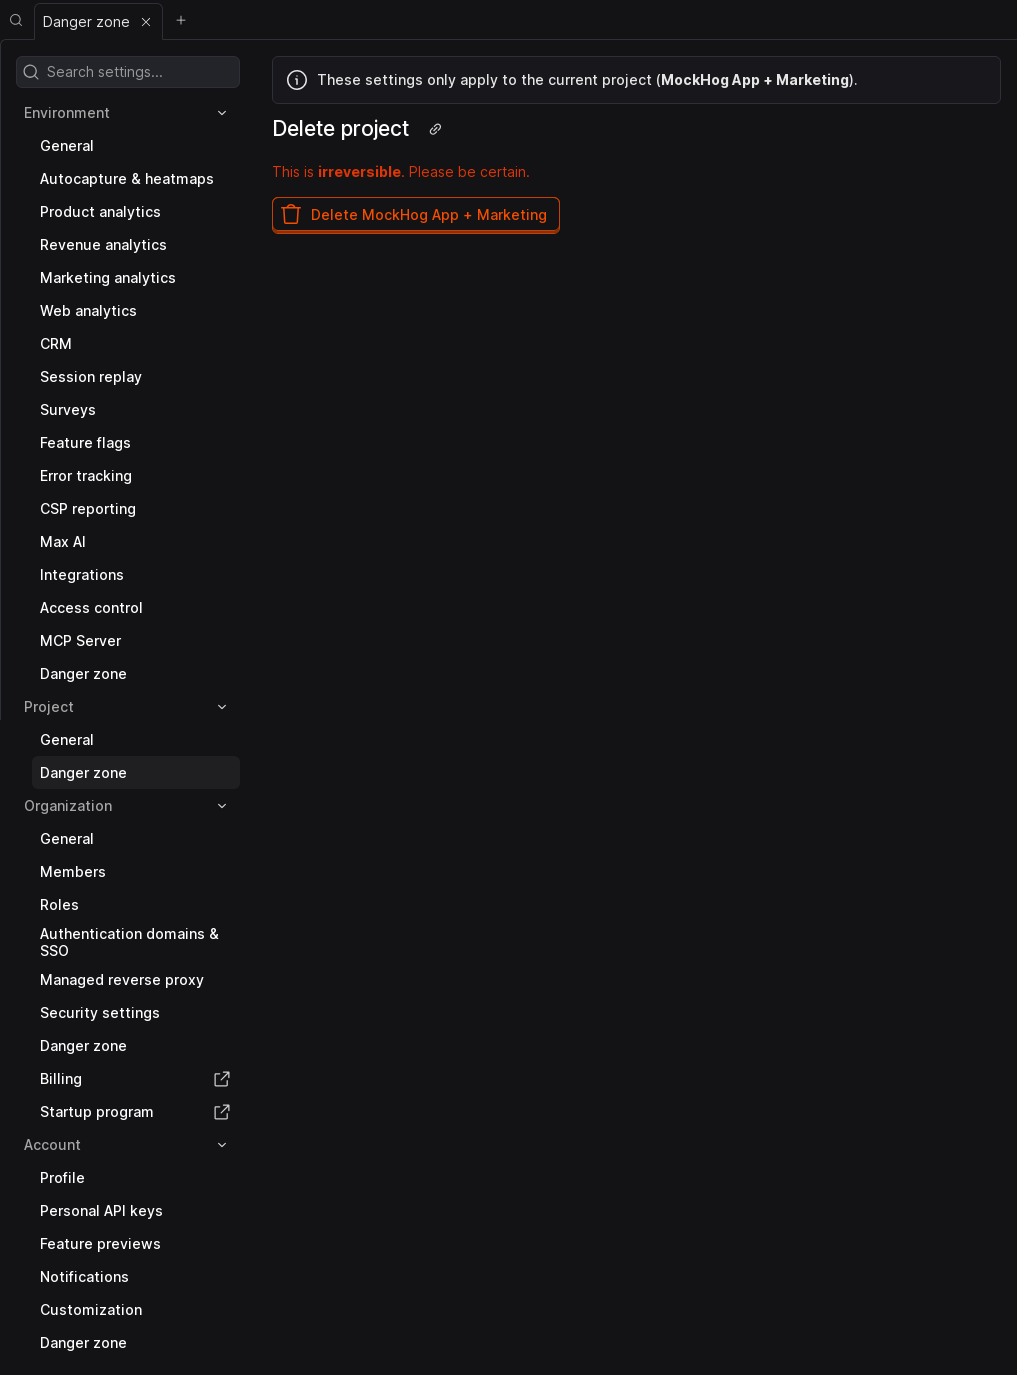 Danger zone
Search settings...
Environment
General
Autocapture & heatmaps
Product analytics
Revenue analytics
Marketing analytics
Web analytics
CRM
Session replay
Surveys
Feature flags
Error tracking
CSP reporting
Max AI
Integrations
Access control
MCP Server
Danger zone
Project
General
Danger zone
Organization
General
Members
Roles
Authentication domains &
SSO
Managed reverse proxy
Security settings
Danger zone
Billing
Startup program
Account
Profile
Personal API keys
Feature previews
Notifications
Customization
Danger zone
These settings only apply to the current project (MockHog App + Marketing).
Delete project
This is irreversible. Please be certain.
Delete MockHog App + Marketing